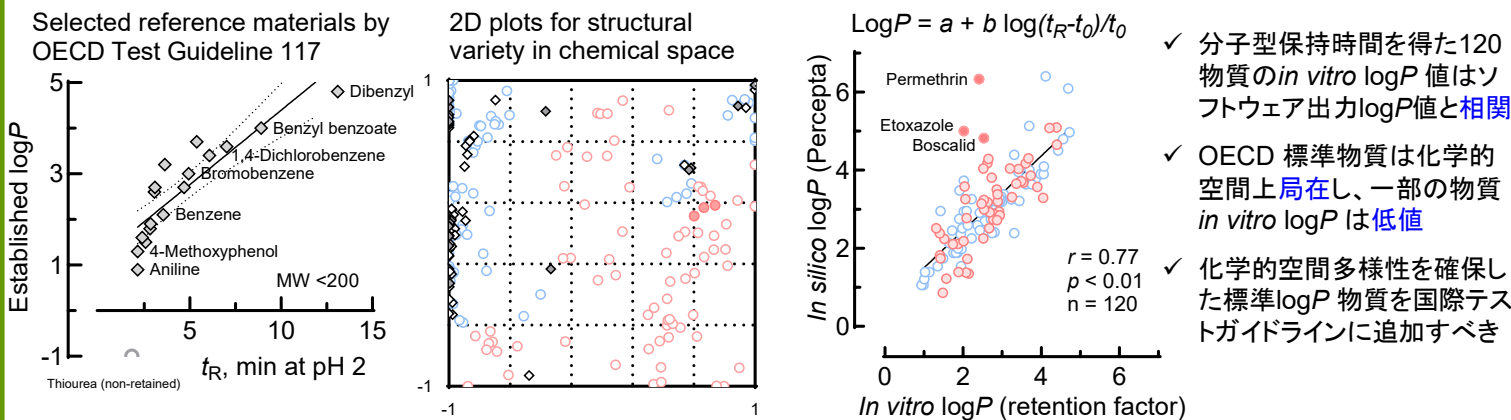 Selected reference materials by
OECD Test Guideline 117
5
3
1
-1
Established logP
Dibenzyl
Benzyl benzoate
1,4-Dichlorobenzene
Bromobenzene
Benzene
4-Methoxyphenol
Aniline
MW <200
5
10
15
tR, min at pH 2
Thiourea (non-retained)
2D plots for structural
variety in chemical space
1
-1
-1
1
LogP = a + b log(tR-t0)/t0
In silico logP (Percepta)
6
4
2
0
Permethrin
Etoxazole
Boscalid
r = 0.77
p < 0.01
n = 120
0
2
4
6
In vitro logP (retention factor)
✓ 分子型保持時間を得た120
物質のin vitro logP 値はソ
フトウェア出力logP値と相関
✓ OECD 標準物質は化学的
空間上局在し、一部の物質
in vitro logP は低値
✓ 化学的空間多様性を確保し
た標準logP 物質を国際テス
トガイドラインに追加すべき